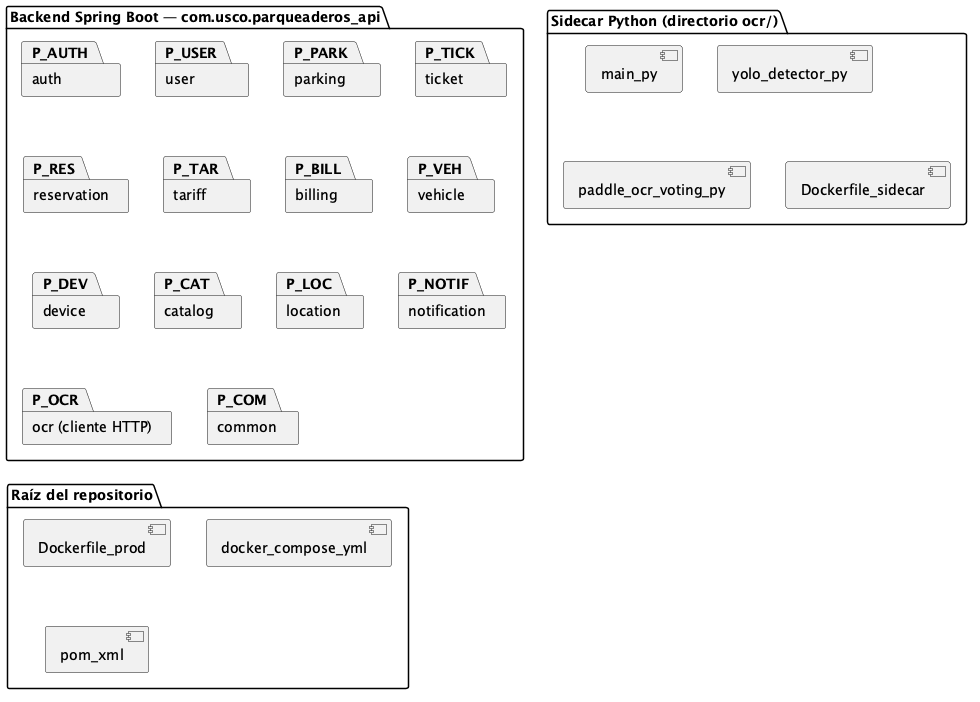 Backend Spring Boot — com.usco.parqueaderos_api
P_AUTH
auth
P_USER
user
P_PARK
parking
P_TICK
ticket
P_RES
reservation
P_TAR
tariff
P_BILL
billing
P_VEH
vehicle
P_DEV
device
P_CAT
catalog
P_LOC
location
P_NOTIF
notification
P_OCR
ocr (cliente HTTP)
P_COM
common
Sidecar Python (directorio ocr/)
main_py
yolo_detector_py
paddle_ocr_voting_py
Dockerfile_sidecar
Raíz del repositorio
Dockerfile_prod
docker_compose_yml
pom_xml